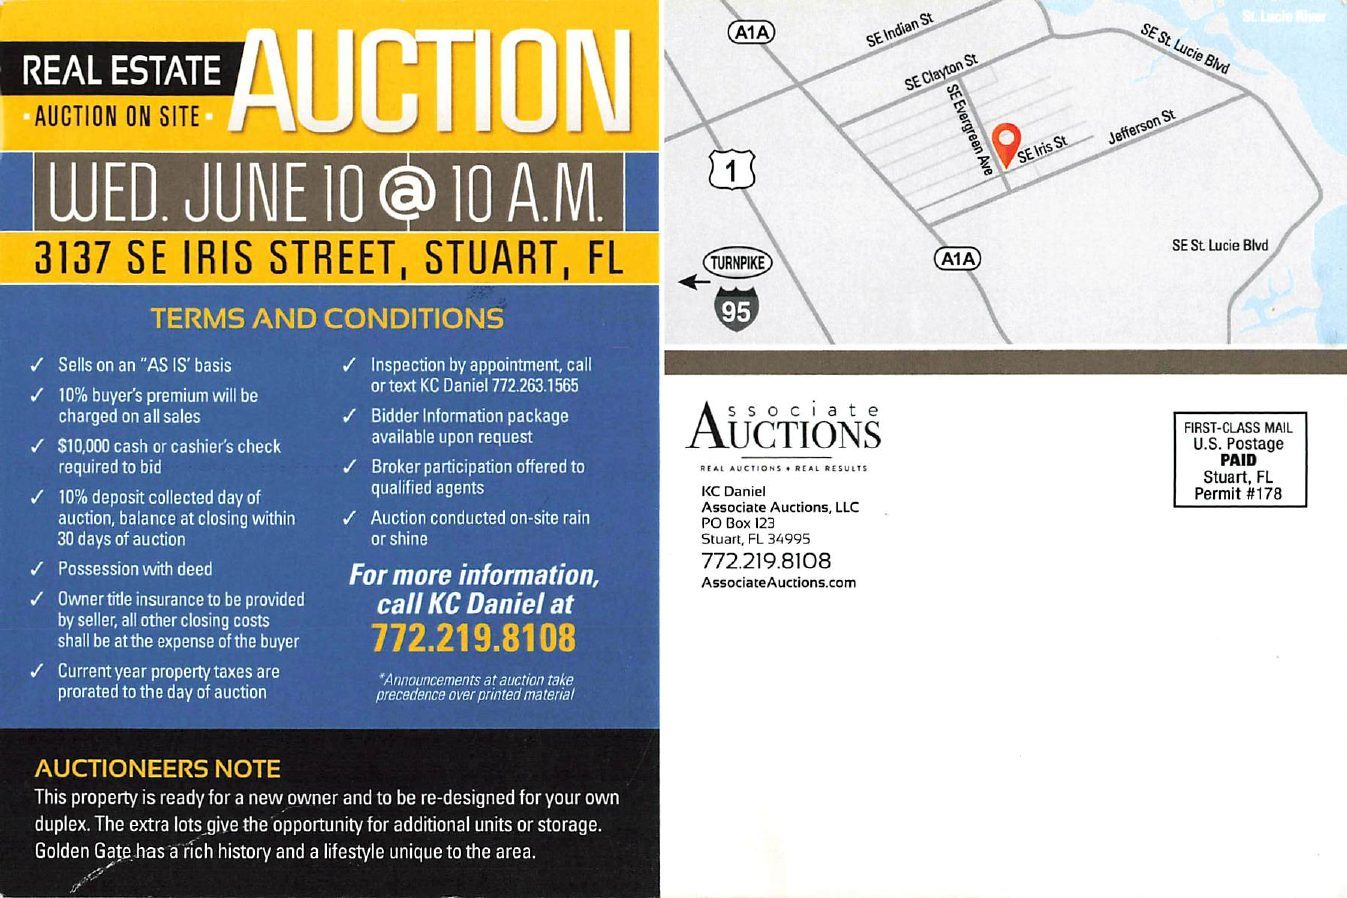 REAL ESTATE
AUCTION
· AUCTION ON SITE ·
WED. JUNE 10 @ 10 A.M.
3137 SE IRIS STREET, STUART, FL
TERMS AND CONDITIONS
✓ Sells on an "AS IS' basis
✓ 10% buyer's premium will be
charged on all sales
✓ $10,000 cash or cashier's check
required to bid
✓ 10% deposit collected day of
auction, balance at closing within
30 days of auction
✓ Possession with deed
✓ Owner title insurance to be provided
by seller, all other closing costs
shall be at the expense of the buyer
✓ Current year property taxes are
prorated to the day of auction
✓ Inspection by appointment, call
or text KC Daniel 772.263.1565
✓ Bidder Information package
available upon request
✓ Broker participation offered to
qualified agents
✓ Auction conducted on-site rain
or shine
For more information,
call KC Daniel at
772.219.8108
*Announcements at auction take
precedence over printed material
AUCTIONEERS NOTE
This property is ready for a new owner and to be re-designed for your own
duplex. The extra lots give the opportunity for additional units or storage.
Golden Gate has a rich history and a lifestyle unique to the area.
St. Lucie River
A1A
SE Indian St
SE St. Lucie Blvd
SE Clayton St
SE Evergreen Ave
SE Iris St
Jefferson St
1
SE St. Lucie Blvd
A1A
TURNPIKE
95
Associate
AUCTIONS
REAL AUCTIONS • REAL RESULTS
KC Daniel
Associate Auctions, LLC
PO Box 123
Stuart, FL 34995
772.219.8108
AssociateAuctions.com
FIRST-CLASS MAIL
U.S. Postage
PAID
Stuart, FL
Permit #178